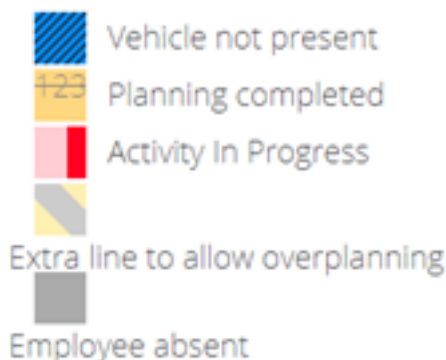 Vehicle not present
123 Planning completed
Activity In Progress
Extra line to allow overplanning
Employee absent